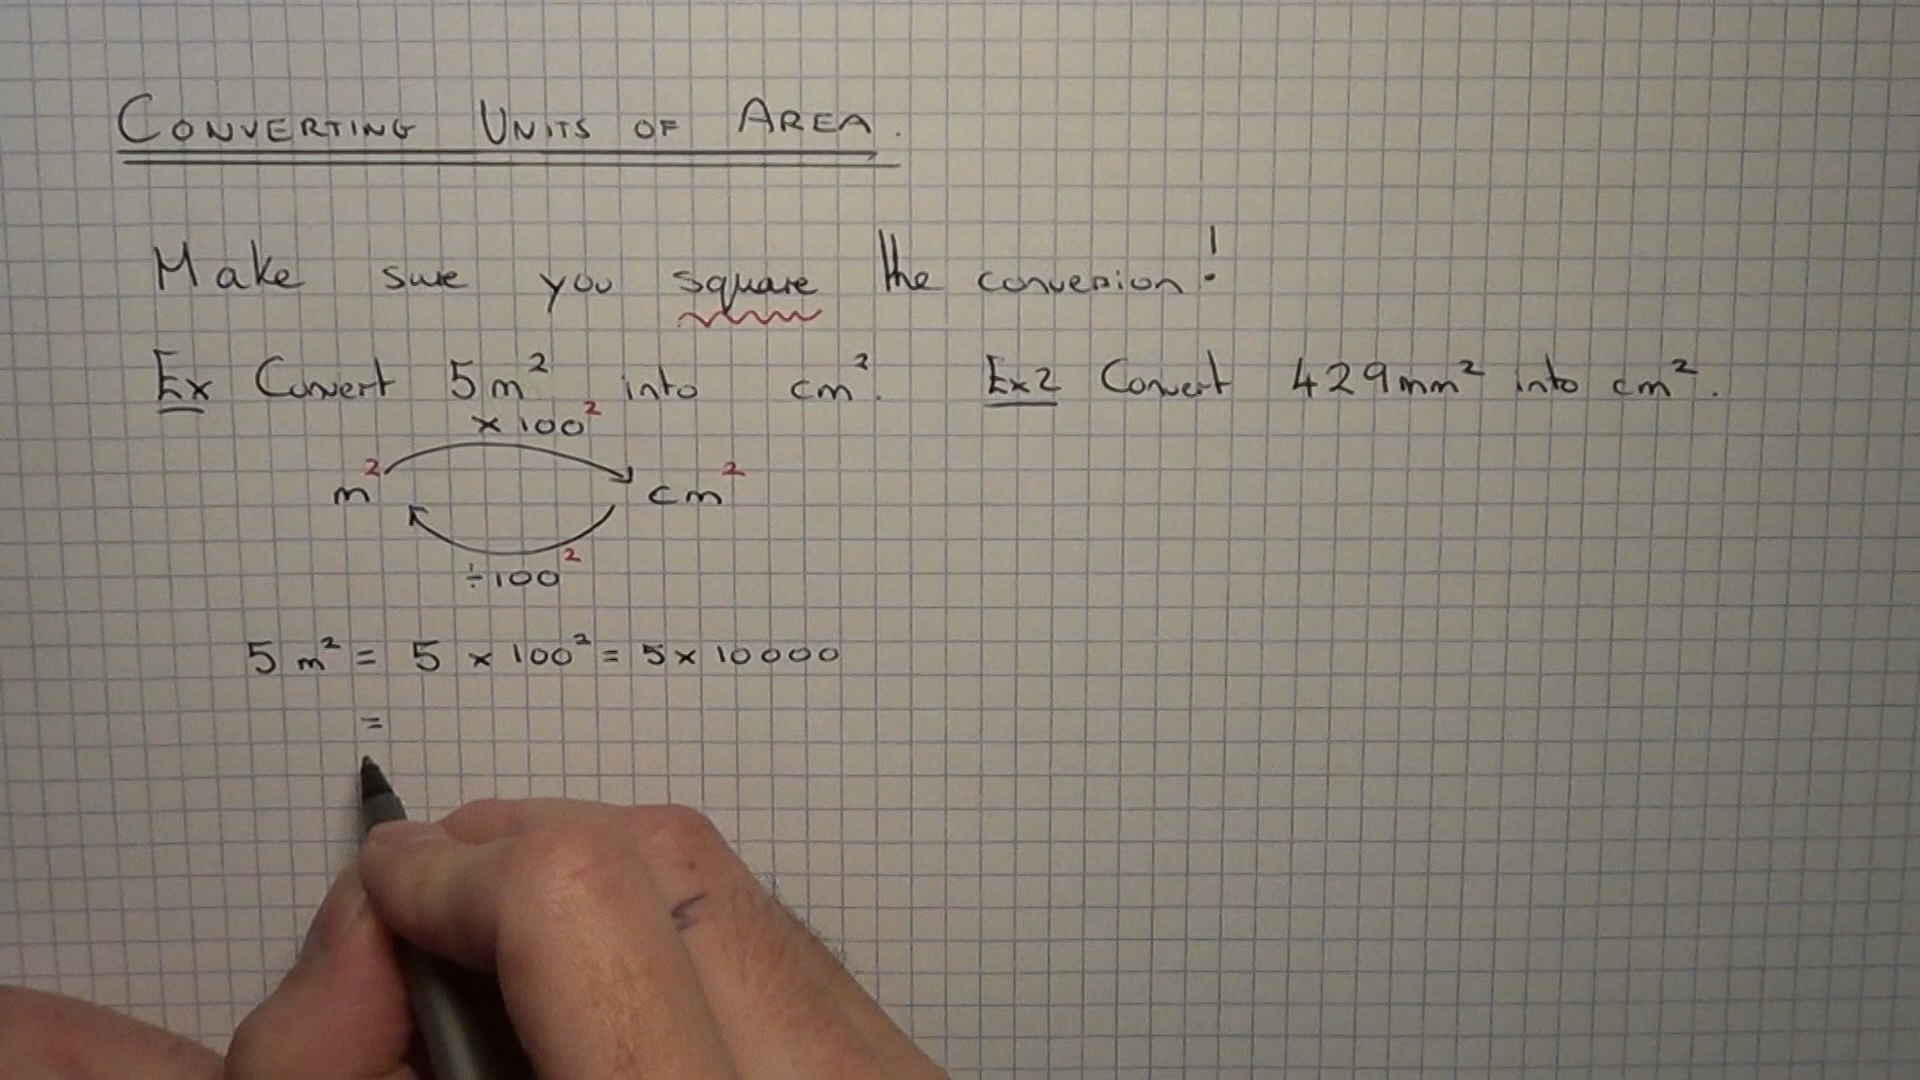 CONVERTING UNITS OF AREA.
Make sure you square the conversion!
Ex Convert 5m² into cm².
×100²
m² cm²
÷100²
5 m² = 5 × 100² = 5 × 10000
=
Ex2 Convert 429mm² into cm².